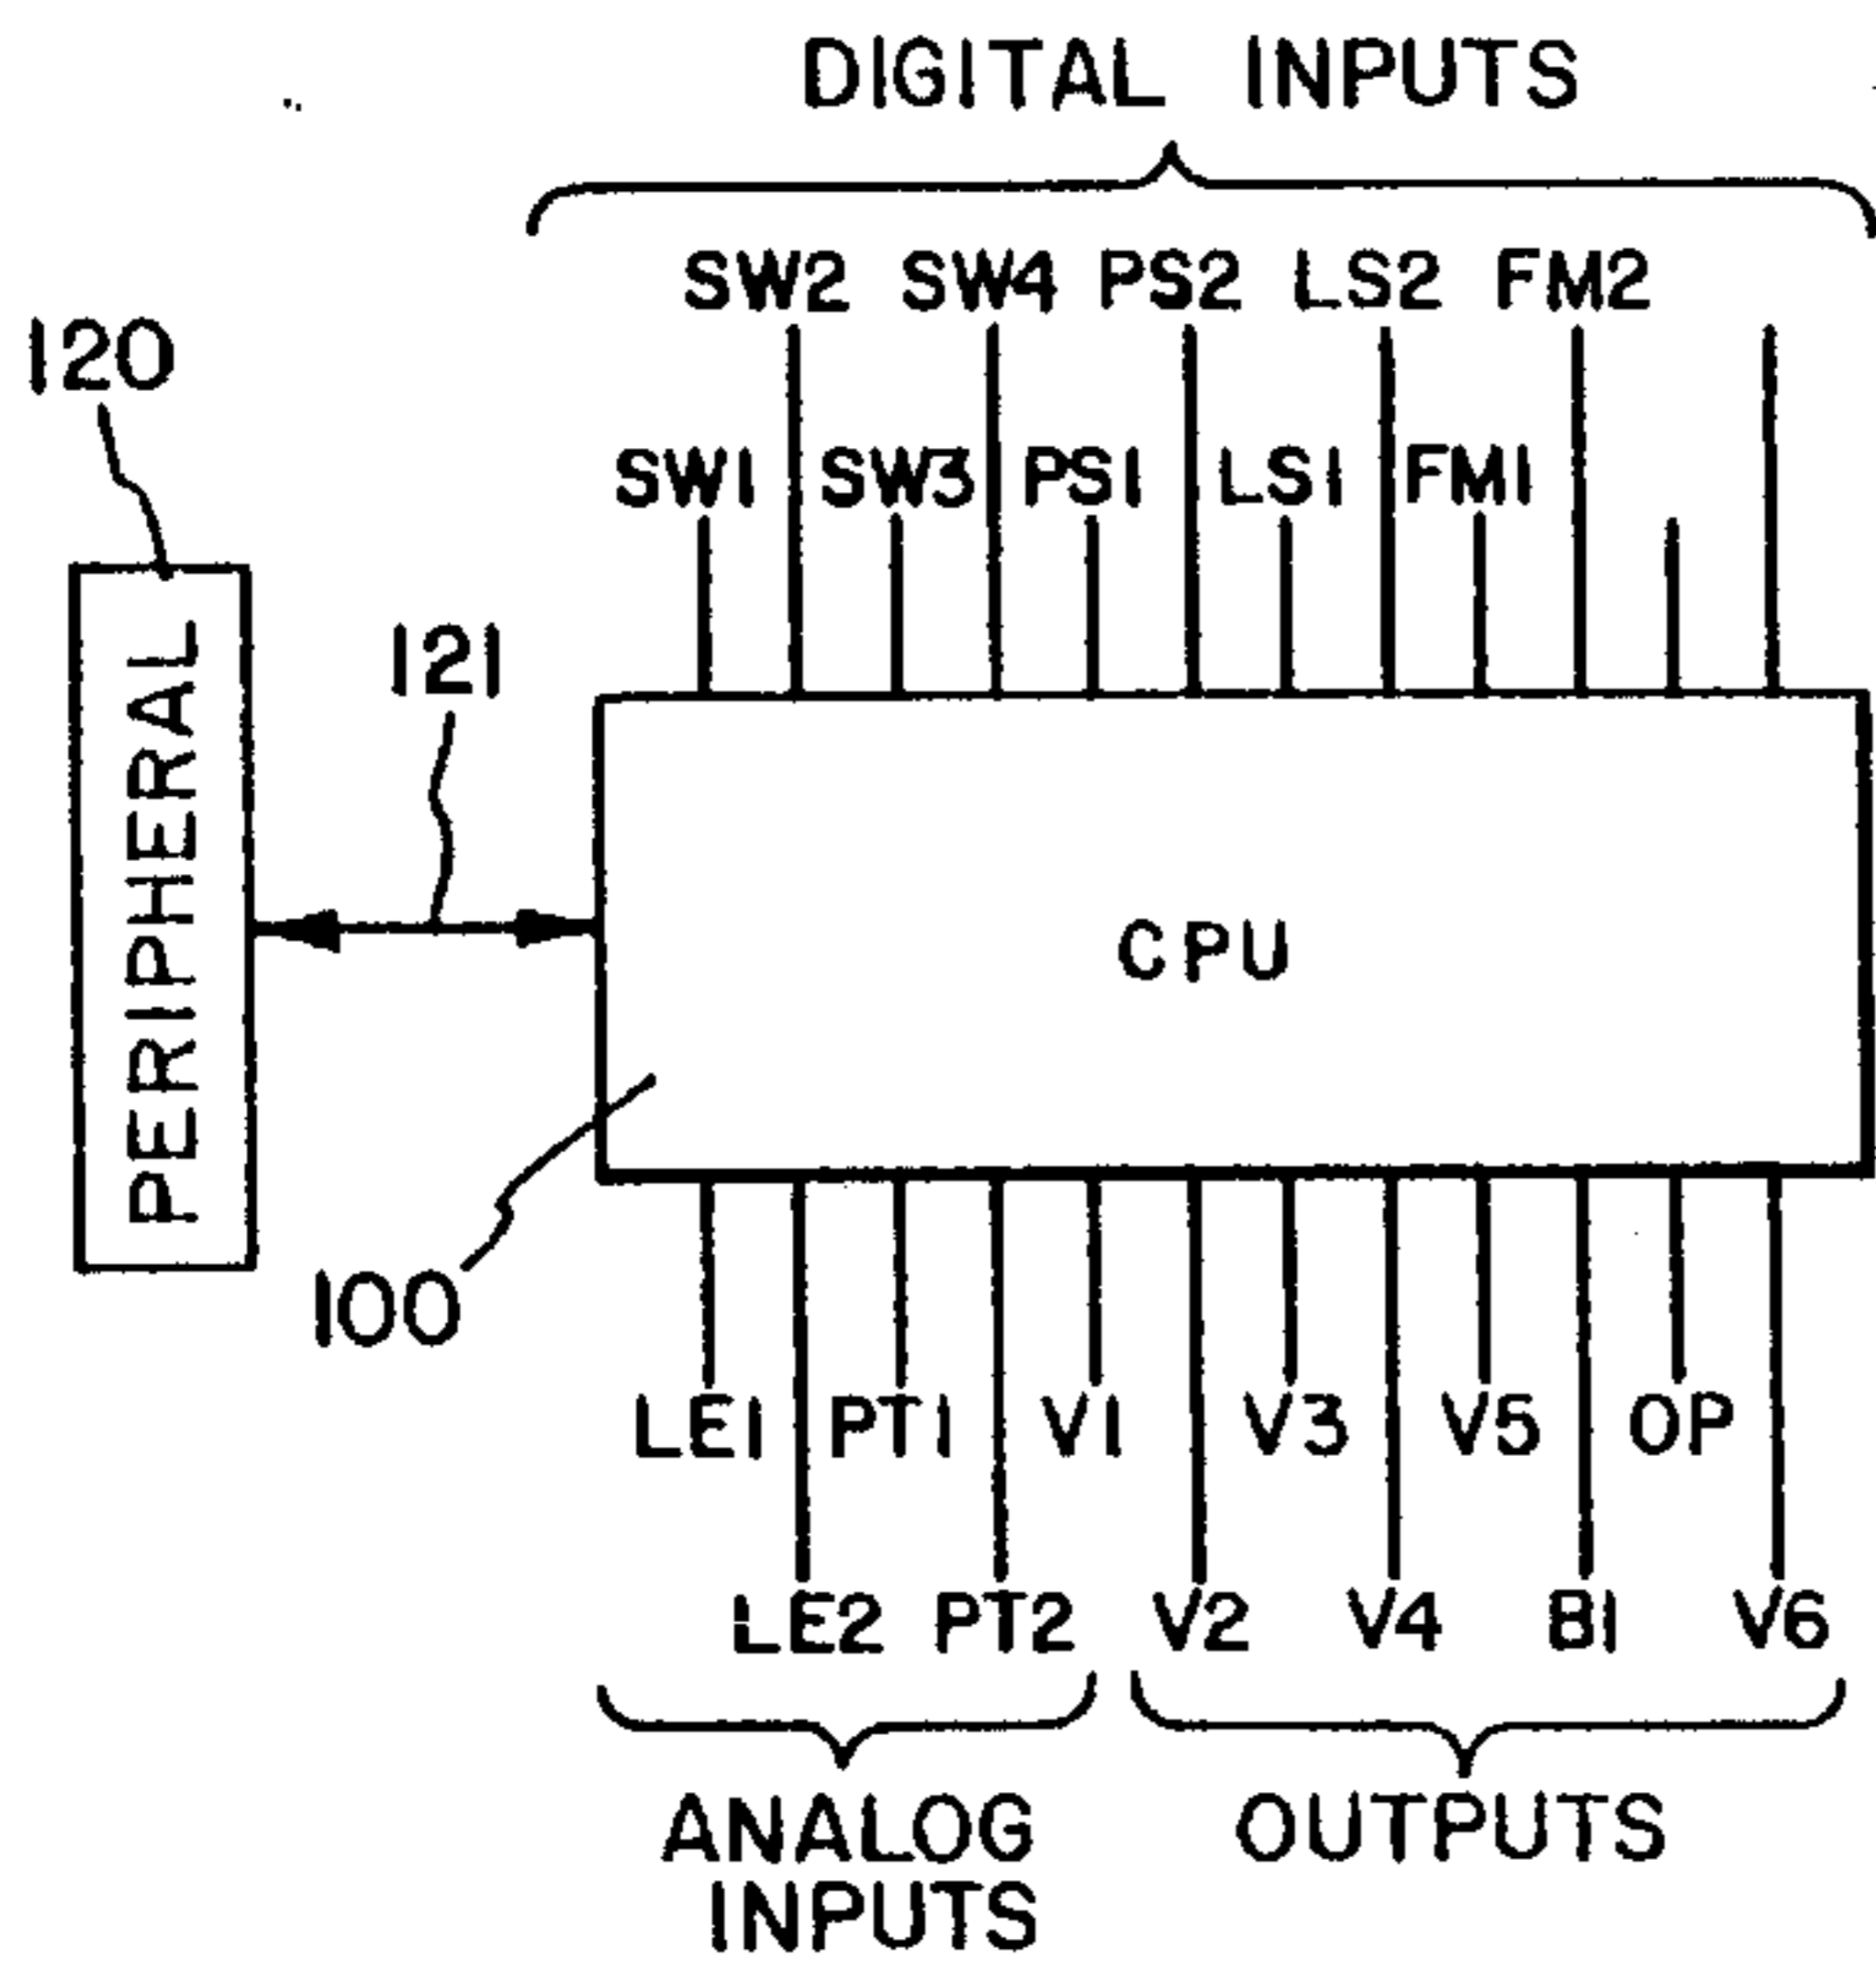 DIGITAL INPUTS
SW2 SW4 PS2 LS2 FM2
120
SW1 SW3 PS1 LS1 FM1
121
PERIPHERAL
CPU
100
LE1 PT1 V1 V3 V5 OP
LE2 PT2 V2 V4 B1 V6
ANALOG
INPUTS
OUTPUTS